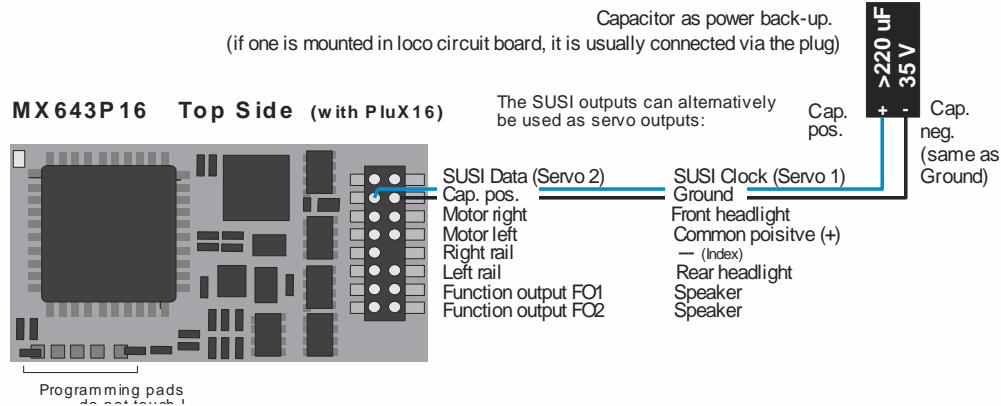 Capacitor as power back-up.
(if one is mounted in loco circuit board, it is usually connected via the plug)
>220 uF
35 V
+ -
MX643P16 Top Side (with PluX16)
The SUSI outputs can alternatively
be used as servo outputs:
Cap.
pos.
Cap.
neg.
(same as
Ground)
SUSI Data (Servo 2) SUSI Clock (Servo 1)
Cap. pos. Ground
Motor right Front headlight
Motor left Common poisitve (+)
Right rail — (Index)
Left rail Rear headlight
Function output FO1 Speaker
Function output FO2 Speaker
Programming pads
do not touch !